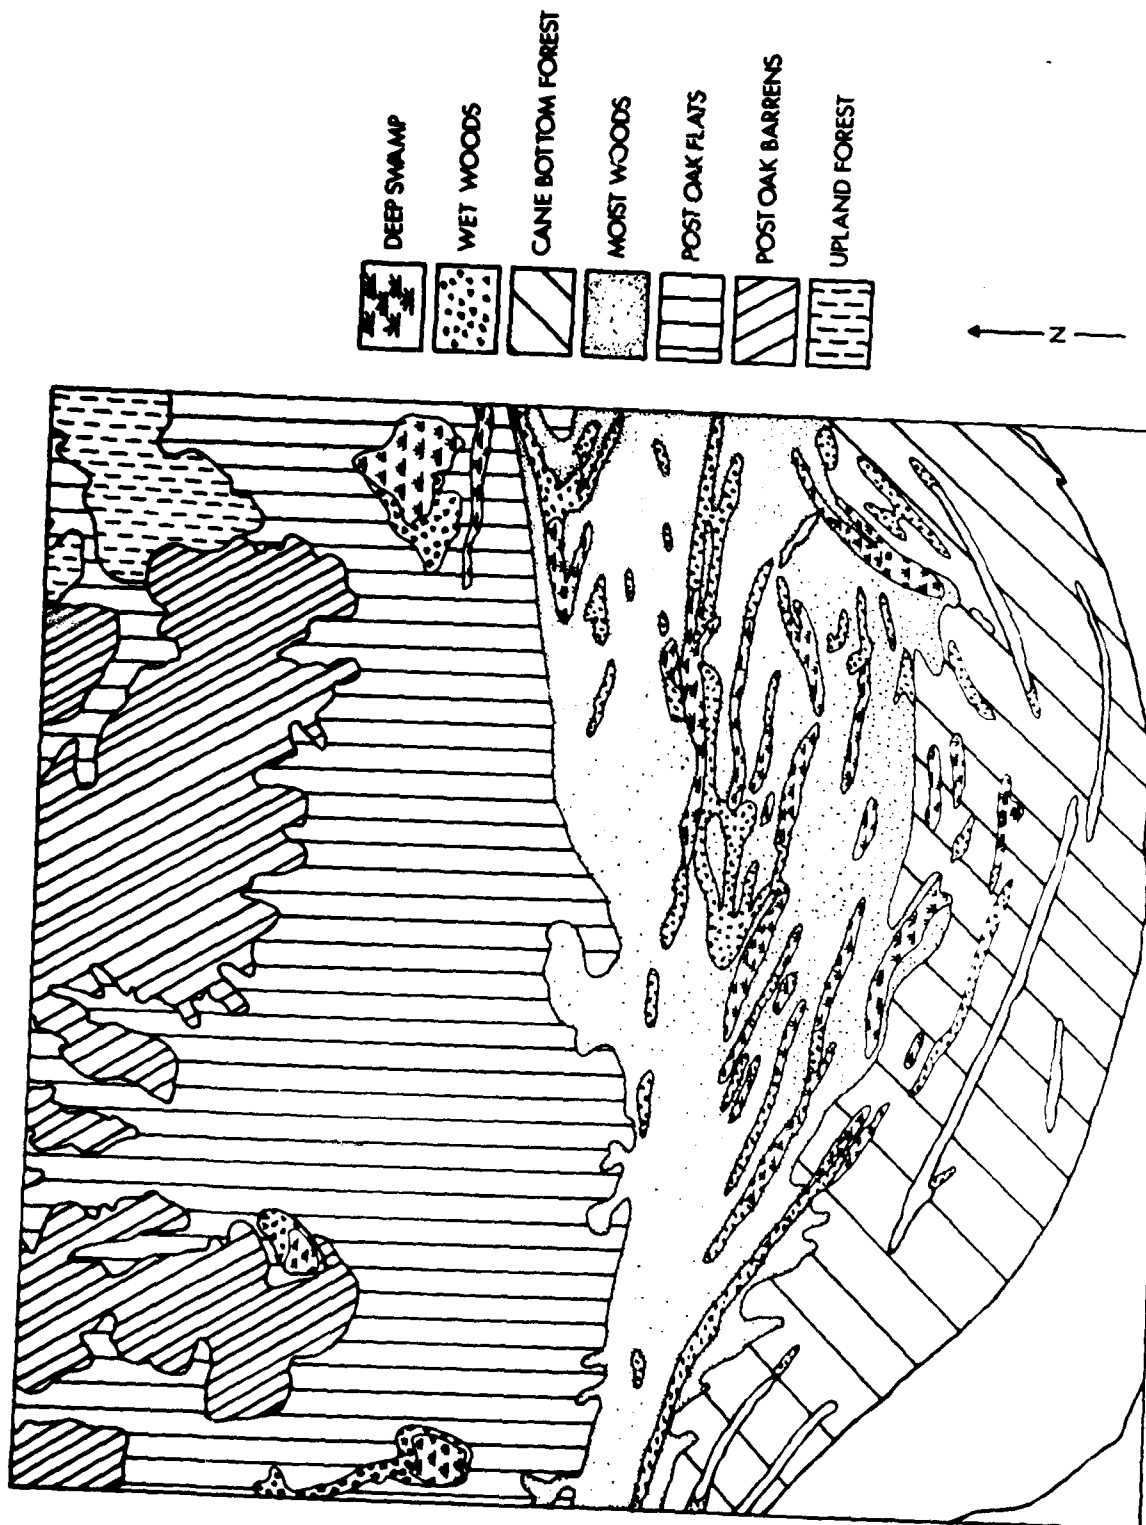 DEEP SWAMP
WET WOODS
CANE BOTTOM FOREST
MOIST WOODS
POST OAK FLATS
POST OAK BARRENS
UPLAND FOREST
N